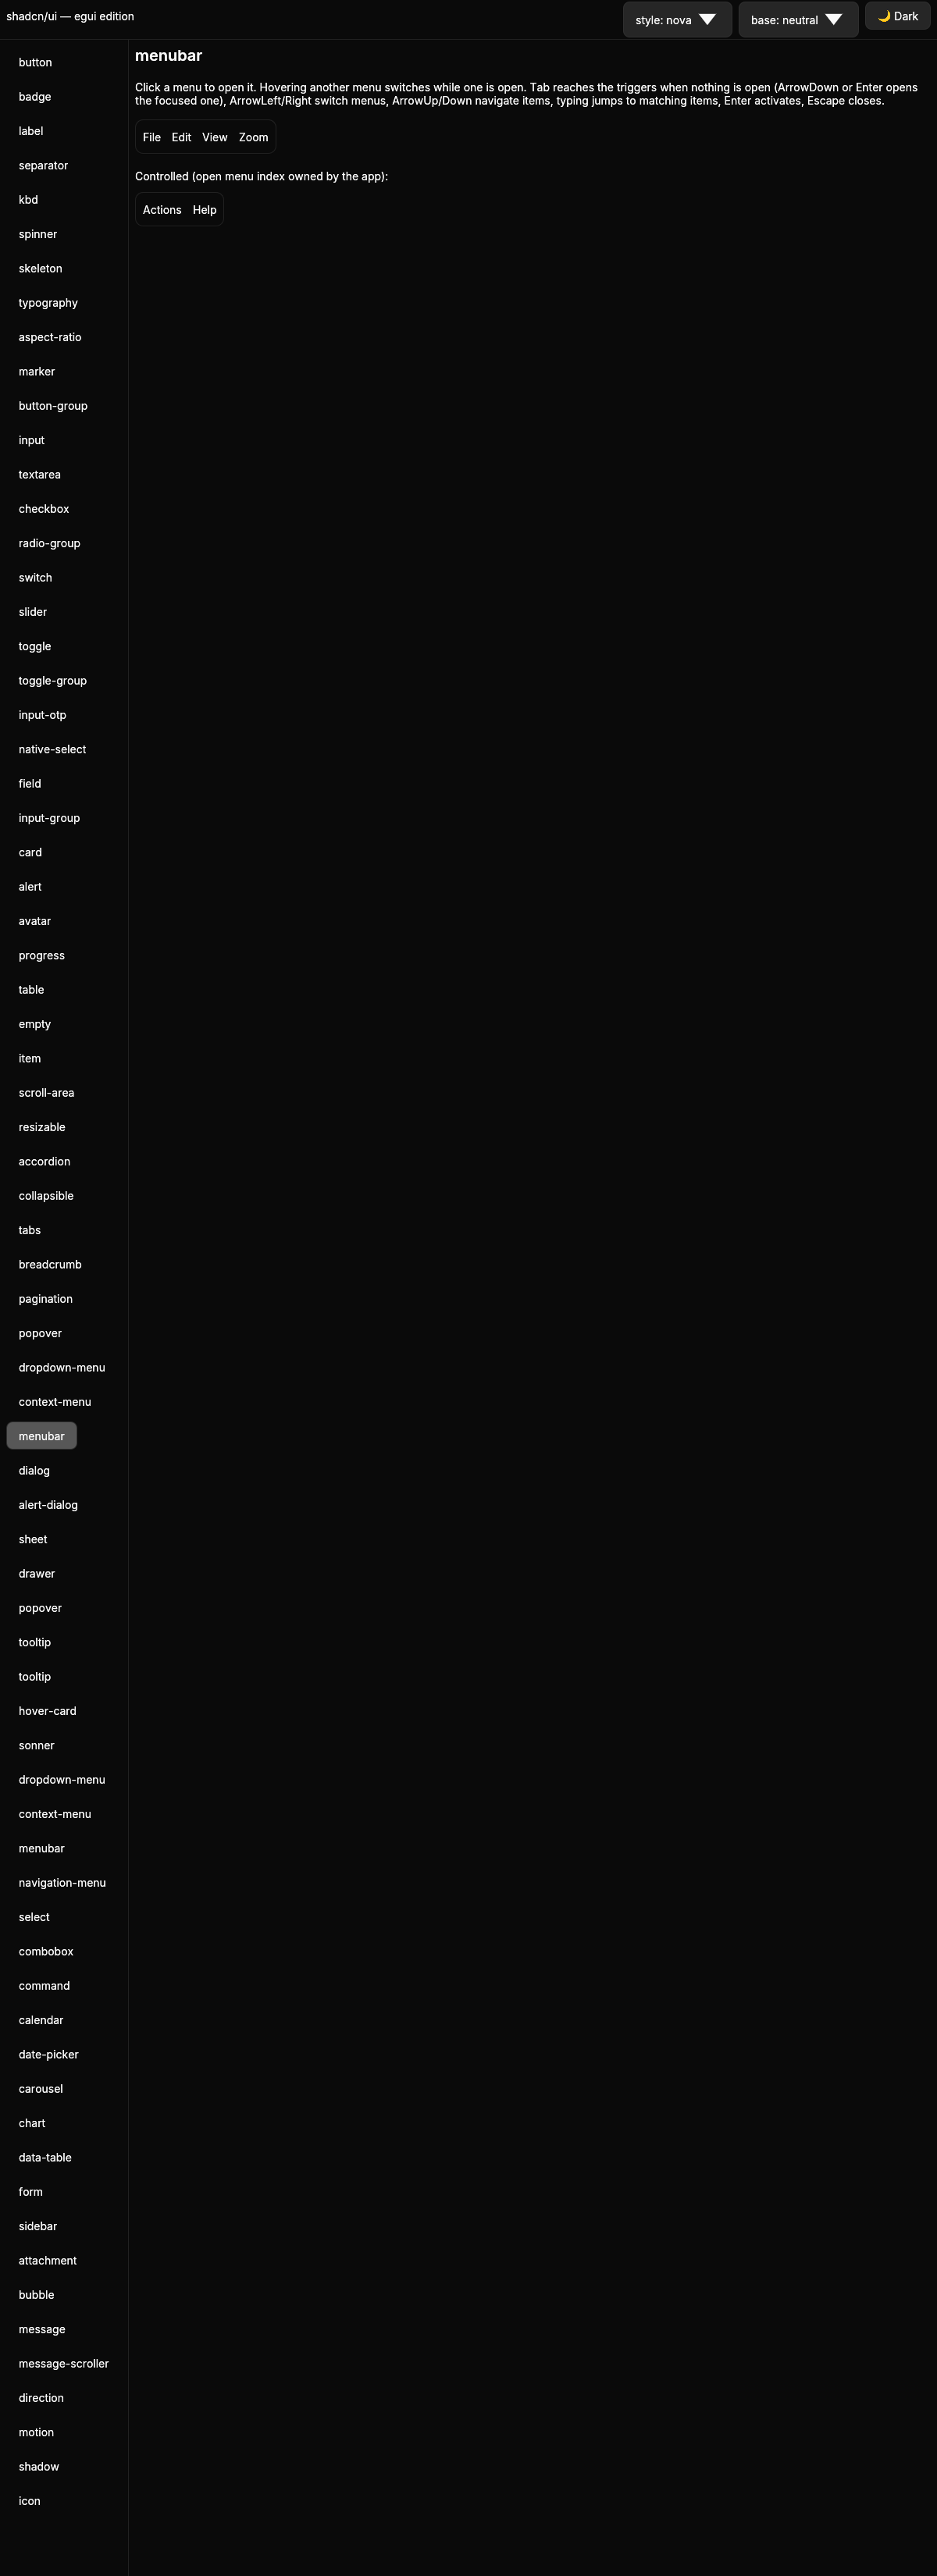 shadcn/ui — egui edition
style: nova
base: neutral
🌙 Dark
button
badge
label
separator
kbd
spinner
skeleton
typography
aspect-ratio
marker
button-group
input
textarea
checkbox
radio-group
switch
slider
toggle
toggle-group
input-otp
native-select
field
input-group
card
alert
avatar
progress
table
empty
item
scroll-area
resizable
accordion
collapsible
tabs
breadcrumb
pagination
popover
dropdown-menu
context-menu
menubar
dialog
alert-dialog
sheet
drawer
popover
tooltip
tooltip
hover-card
sonner
dropdown-menu
context-menu
menubar
navigation-menu
select
combobox
command
calendar
date-picker
carousel
chart
data-table
form
sidebar
attachment
bubble
message
message-scroller
direction
motion
shadow
icon
menubar
Click a menu to open it. Hovering another menu switches while one is open. Tab reaches the triggers when nothing is open (ArrowDown or Enter opens
the focused one), ArrowLeft/Right switch menus, ArrowUp/Down navigate items, typing jumps to matching items, Enter activates, Escape closes.
File Edit View Zoom
Controlled (open menu index owned by the app):
Actions Help